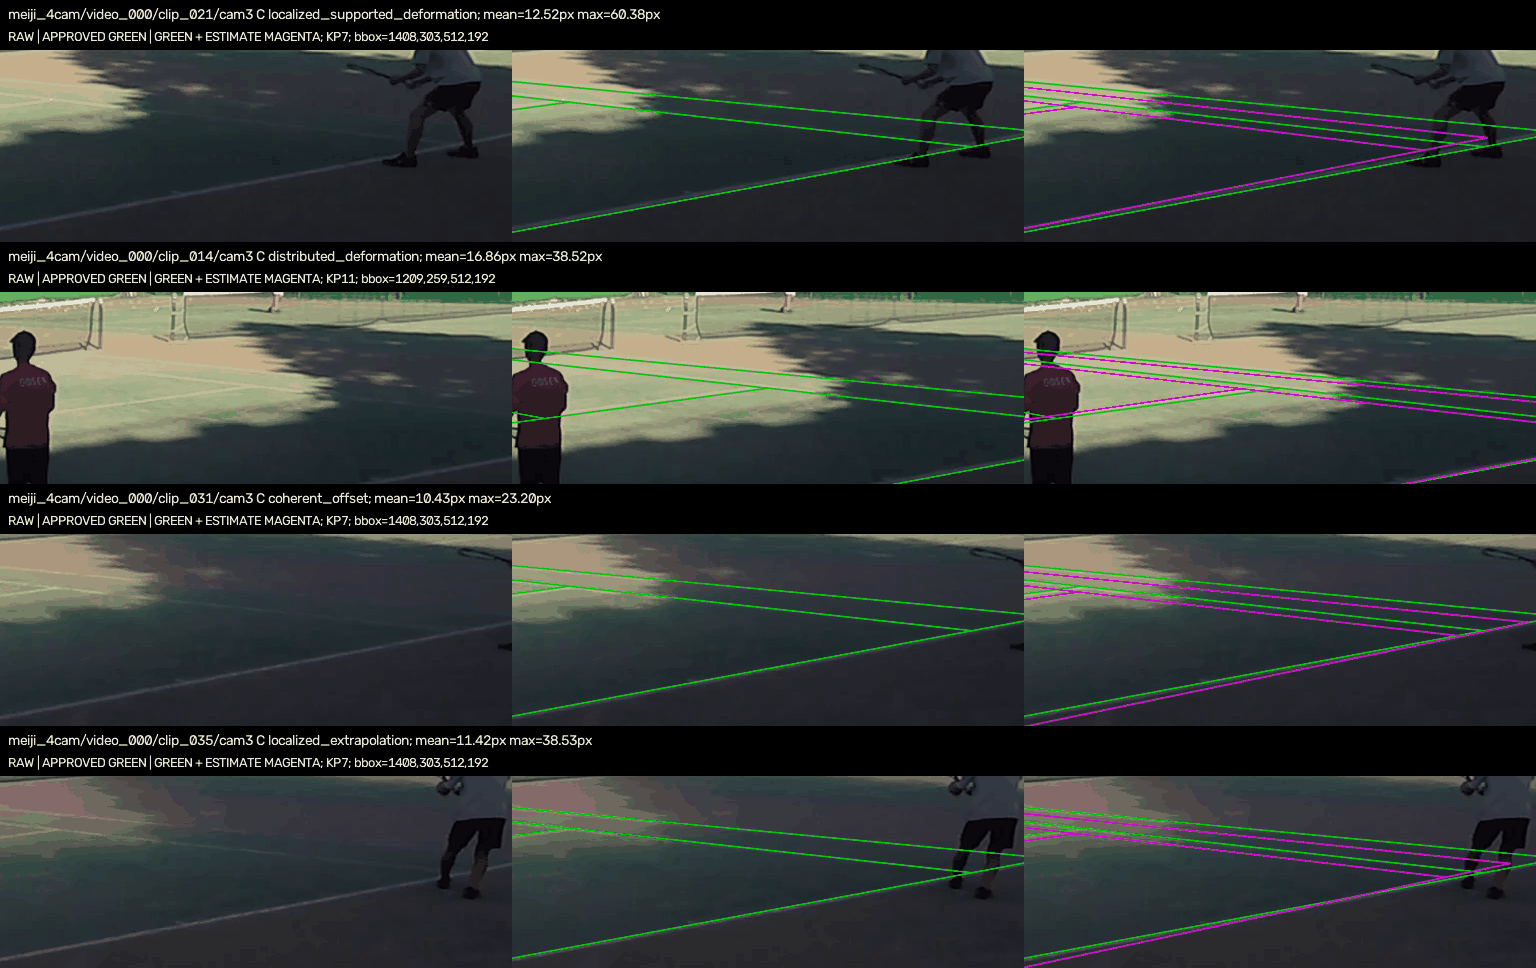 meiji_4cam/video_000/clip_021/cam3 C localized_supported_deformation; mean=12.52px max=60.38px
RAW | APPROVED GREEN | GREEN + ESTIMATE MAGENTA; KP7; bbox=1408,303,512,192
meiji_4cam/video_000/clip_014/cam3 C distributed_deformation; mean=16.86px max=38.52px
RAW | APPROVED GREEN | GREEN + ESTIMATE MAGENTA; KP11; bbox=1209,259,512,192
GOSEN
GOSEN
GOSEN
meiji_4cam/video_000/clip_031/cam3 C coherent_offset; mean=10.43px max=23.20px
RAW | APPROVED GREEN | GREEN + ESTIMATE MAGENTA; KP7; bbox=1408,303,512,192
meiji_4cam/video_000/clip_035/cam3 C localized_extrapolation; mean=11.42px max=38.53px
RAW | APPROVED GREEN | GREEN + ESTIMATE MAGENTA; KP7; bbox=1408,303,512,192